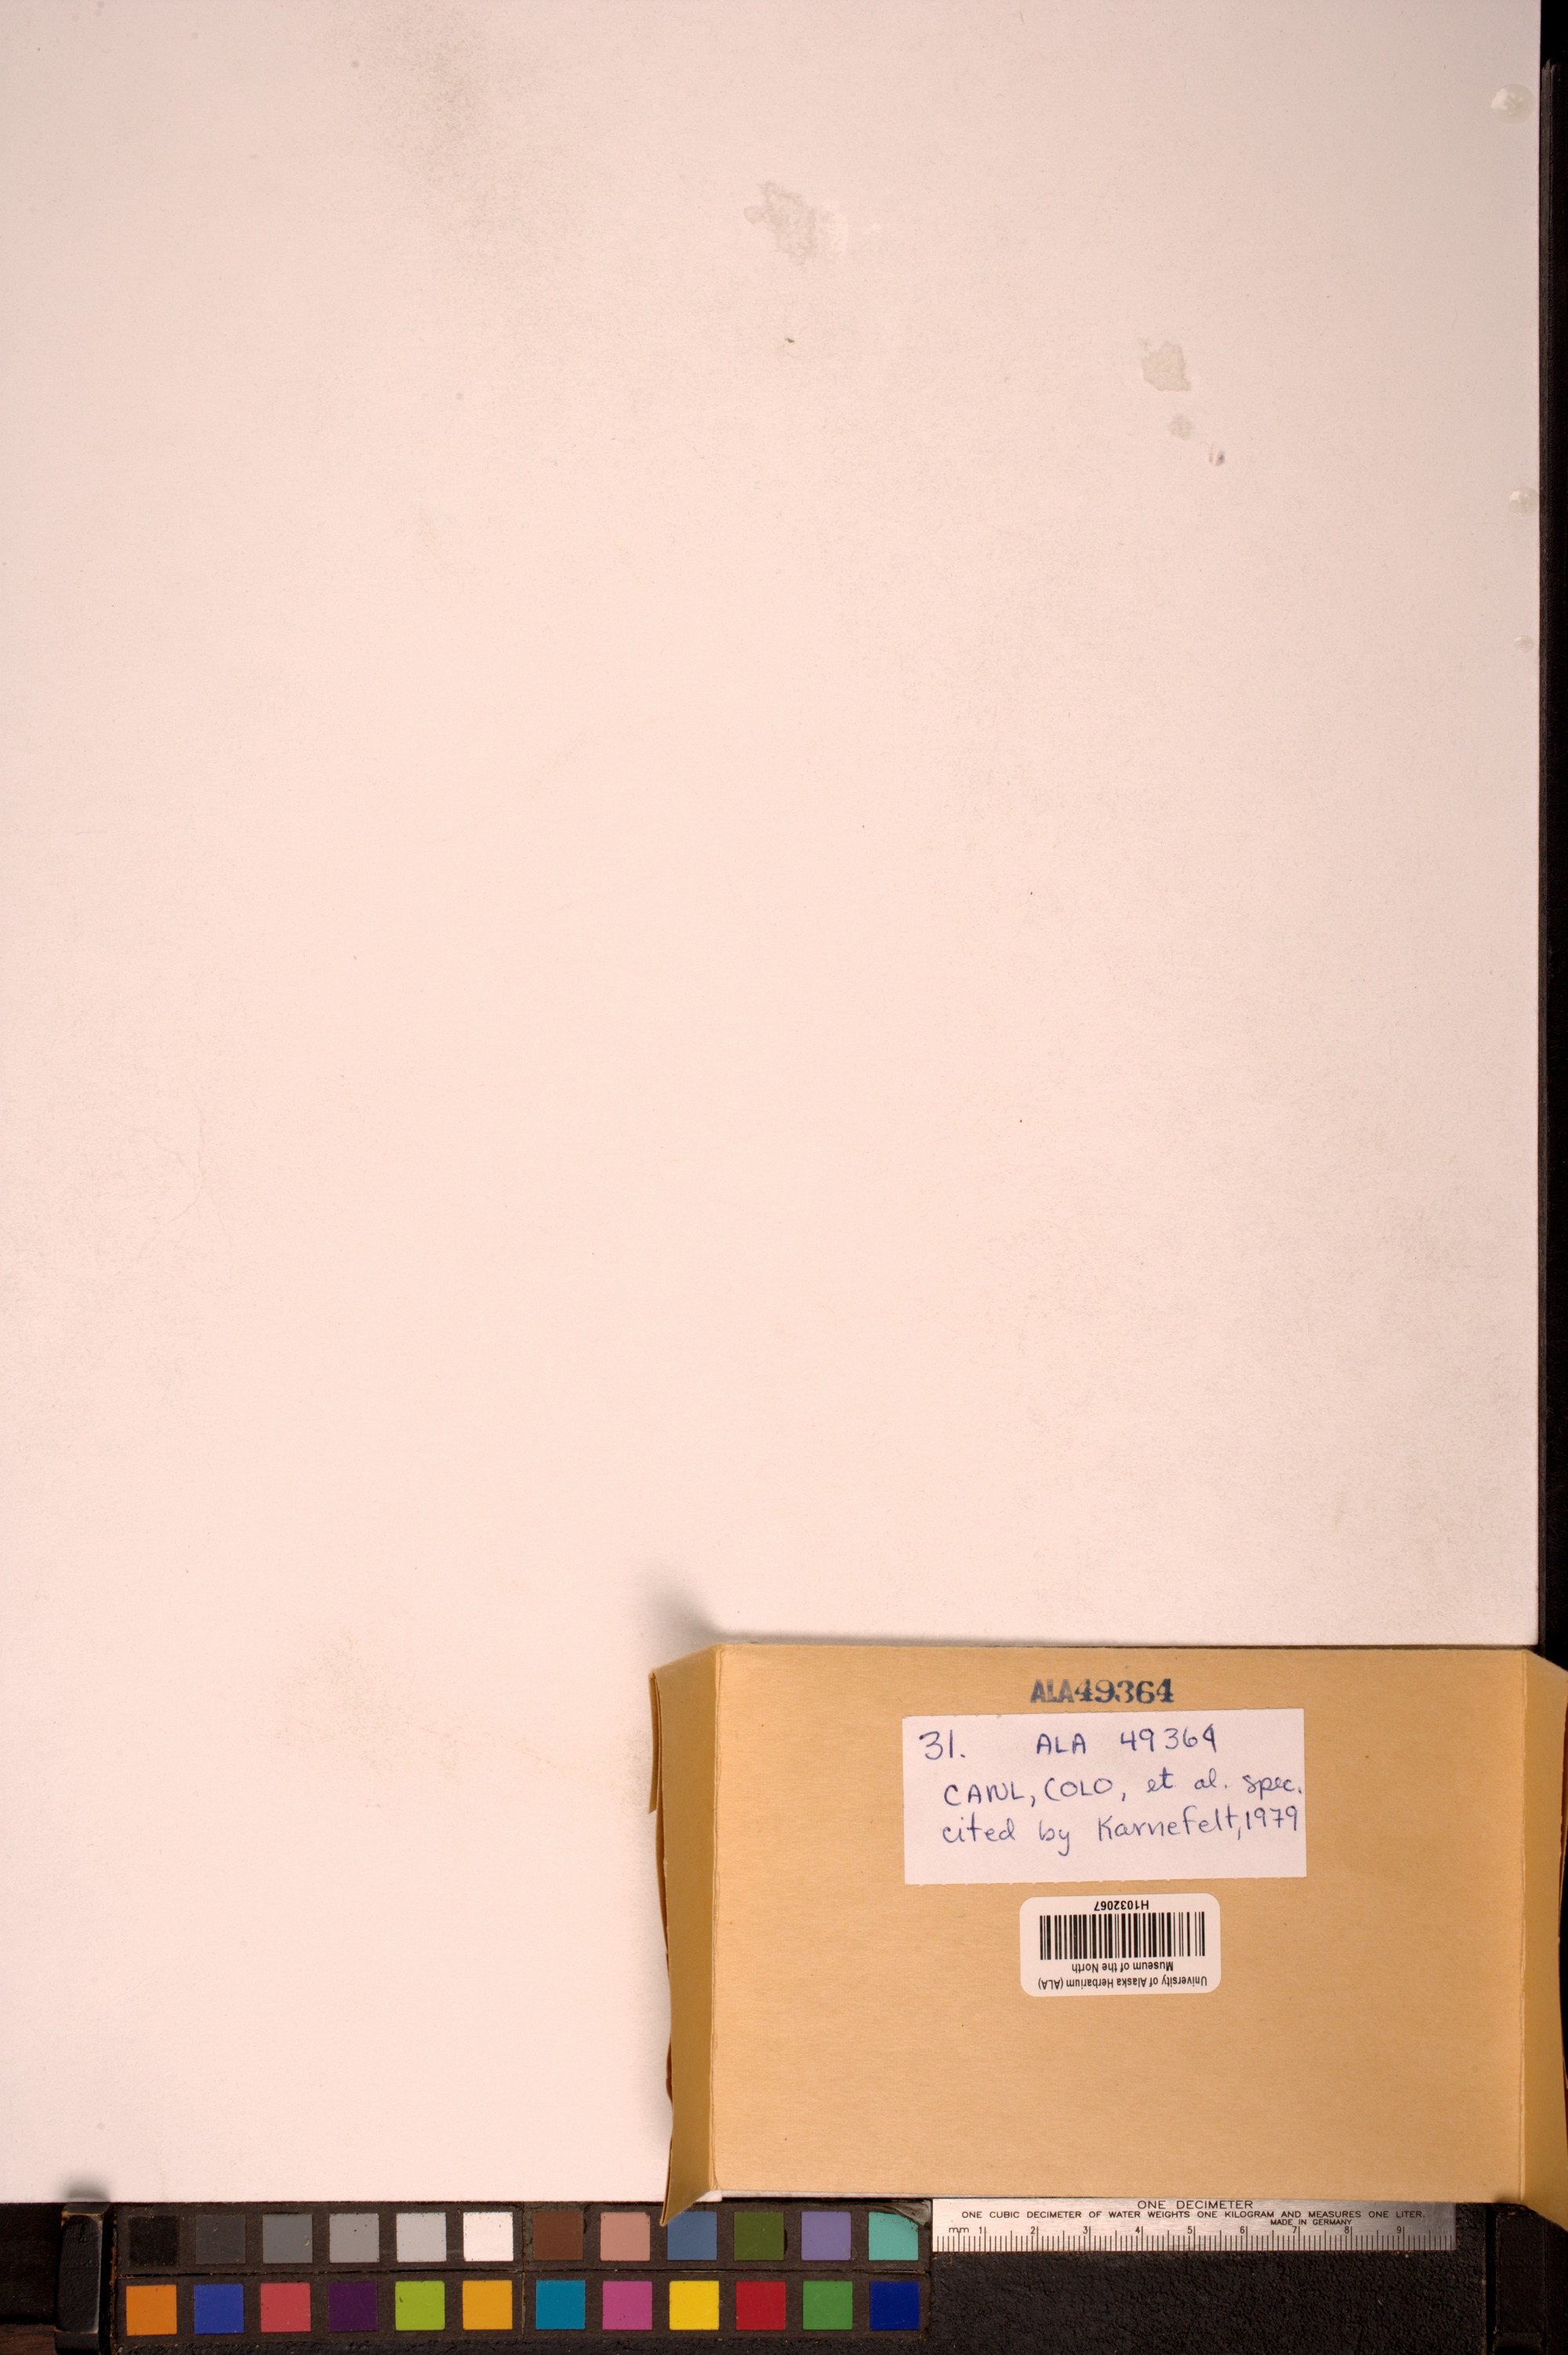 ALA49364
31. ALA 49364
CANL, COLO, et al. spec.
cited by Karnefelt, 1979
H1032067
Museum of the North
University of Alaska Herbarium (ALA)
ONE DECIMETER
ONE CUBIC DECIMETER OF WATER WEIGHTS ONE KILOGRAM AND MEASURES ONE LITER.
MADE IN GERMANY
mm 1 2 3 4 5 6 7 8 9